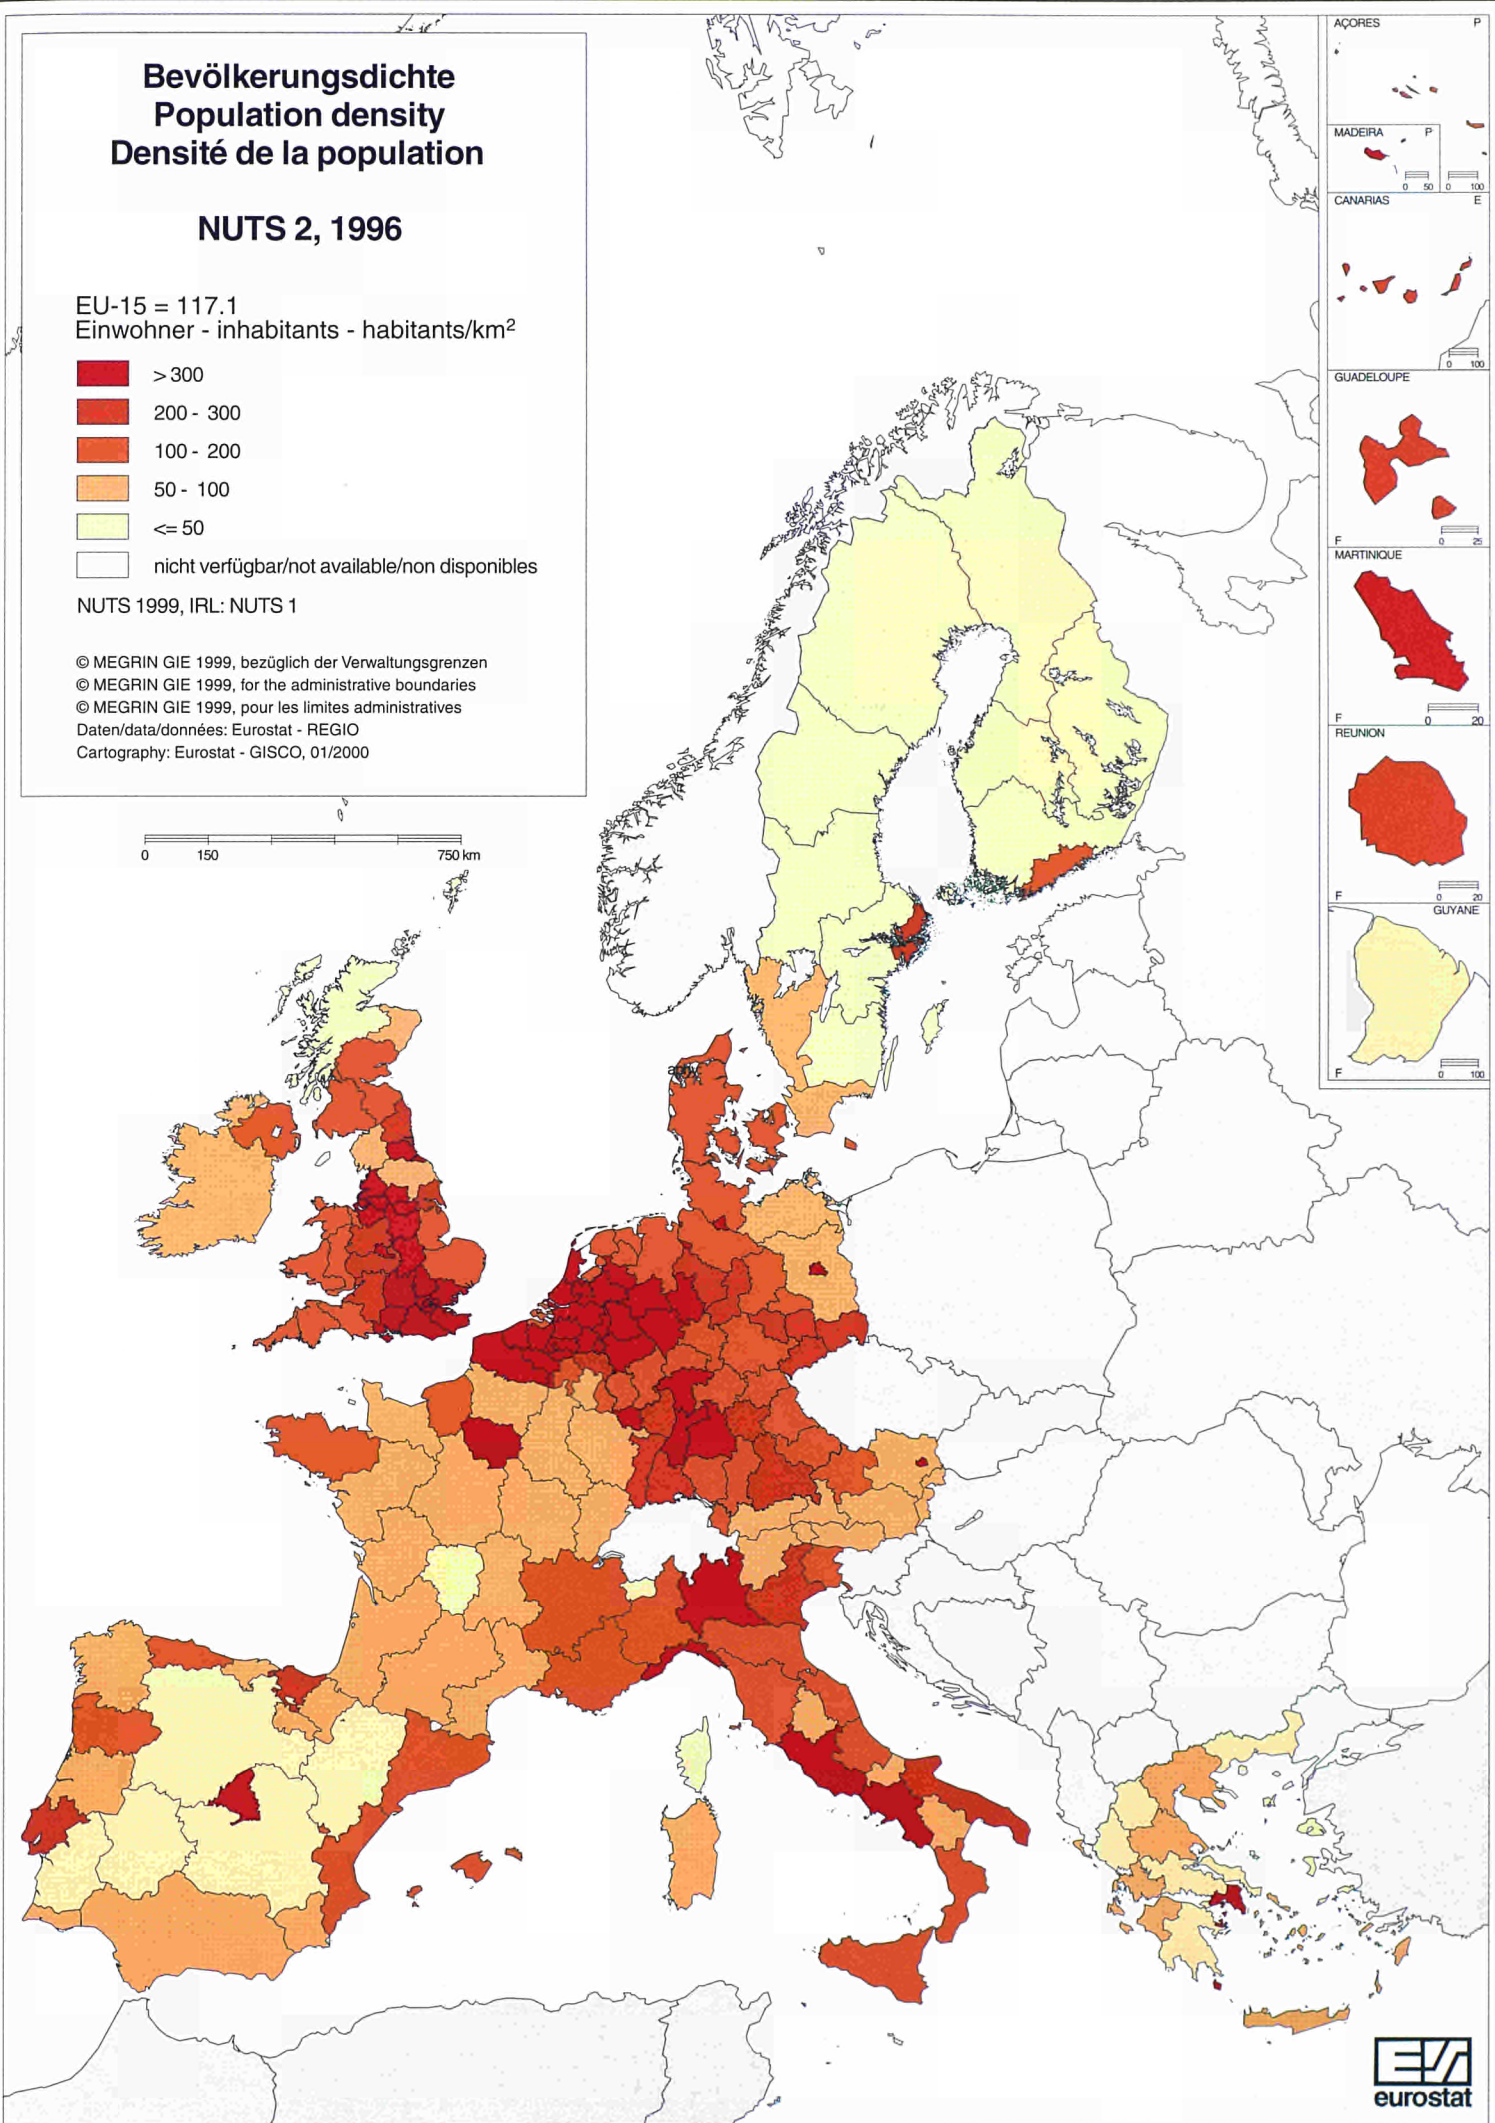 Bevölkerungsdichte
Population density
Densité de la population
NUTS 2, 1996
EU-15 = 117.1
Einwohner - inhabitants - habitants/km²
> 300
200 - 300
100 - 200
50 - 100
<= 50
nicht verfügbar/not available/non disponibles
NUTS 1999, IRL: NUTS 1
© MEGRIN GIE 1999, bezüglich der Verwaltungsgrenzen
© MEGRIN GIE 1999, for the administrative boundaries
© MEGRIN GIE 1999, pour les limites administratives
Daten/data/données: Eurostat - REGIO
Cartography: Eurostat - GISCO, 01/2000
0 150 750 km
AÇORES P
MADEIRA P
0 50 0 100
CANARIAS E
0 100
GUADELOUPE
F 0 25
MARTINIQUE
F 0 20
REUNION
F 0 20
GUYANE
F 0 100
eurostat